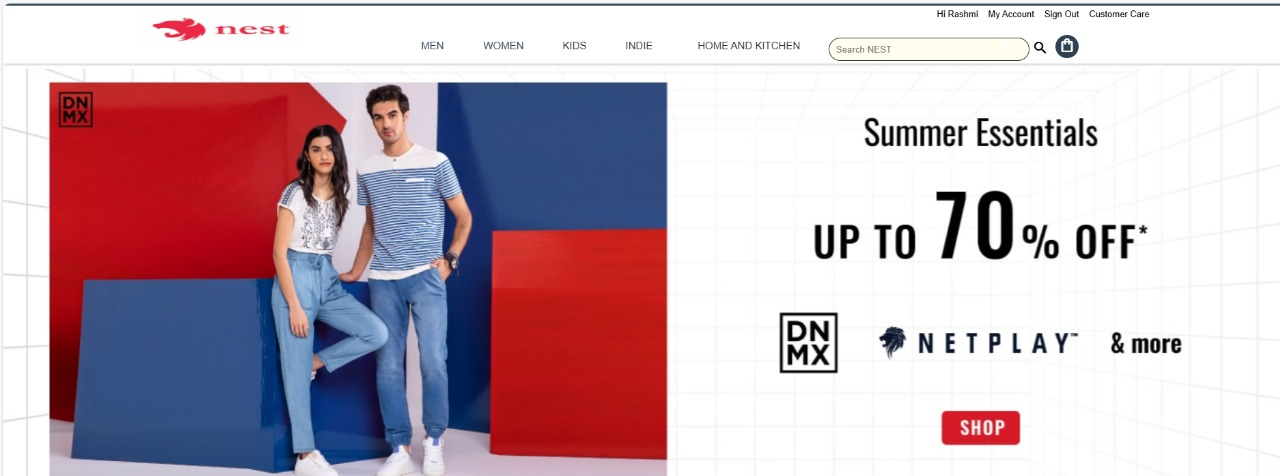 Hi Rashmi My Account Sign Out Customer Care
nest
MEN WOMEN KIDS INDIE HOME AND KITCHEN Search NEST
DN
MX
Summer Essentials
UP TO 70% OFF*
DN
MX
NETPLAY™ & more
SHOP